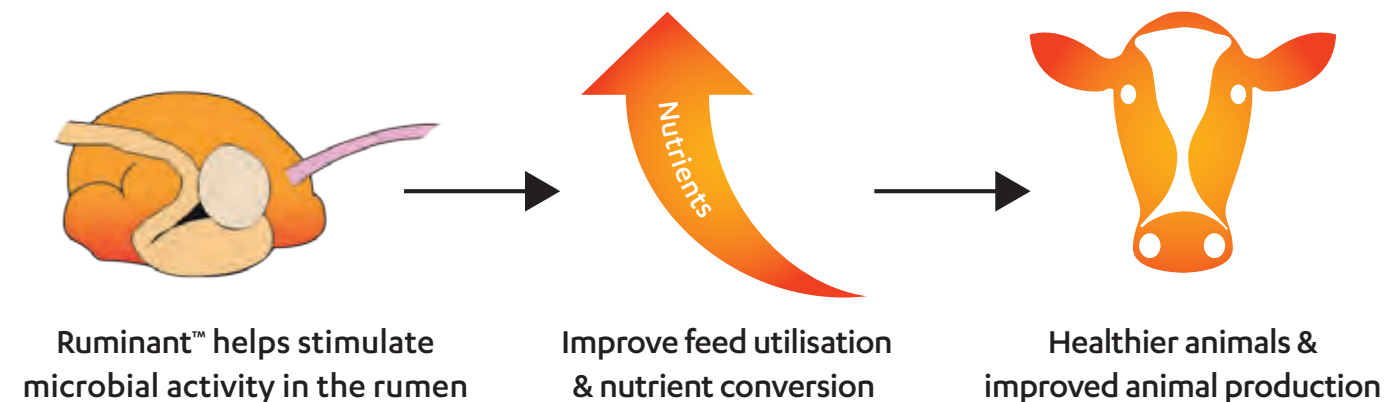 Nutrients
Ruminant™ helps stimulate
microbial activity in the rumen
Improve feed utilisation
& nutrient conversion
Healthier animals &
improved animal production